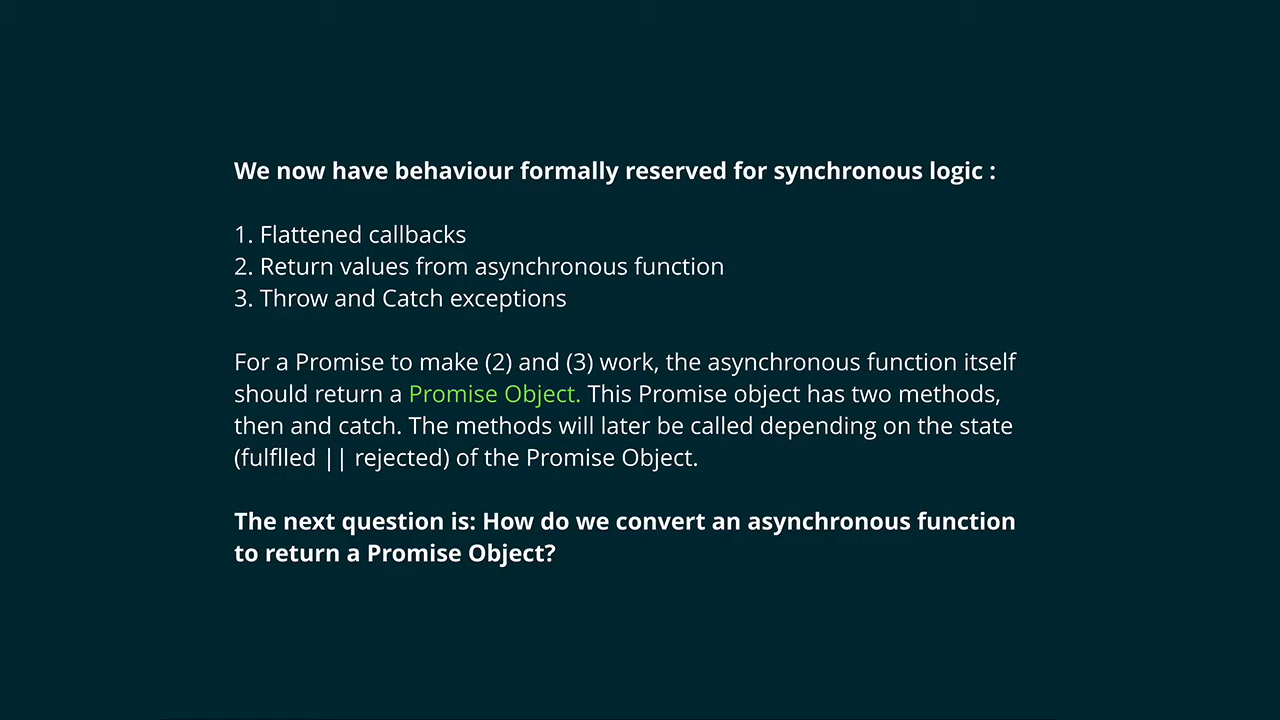 We now have behaviour formally reserved for synchronous logic :
1. Flattened callbacks
2. Return values from asynchronous function
3. Throw and Catch exceptions
For a Promise to make (2) and (3) work, the asynchronous function itself
should return a Promise Object. This Promise object has two methods,
then and catch. The methods will later be called depending on the state
(fulflled || rejected) of the Promise Object.
The next question is: How do we convert an asynchronous function
to return a Promise Object?